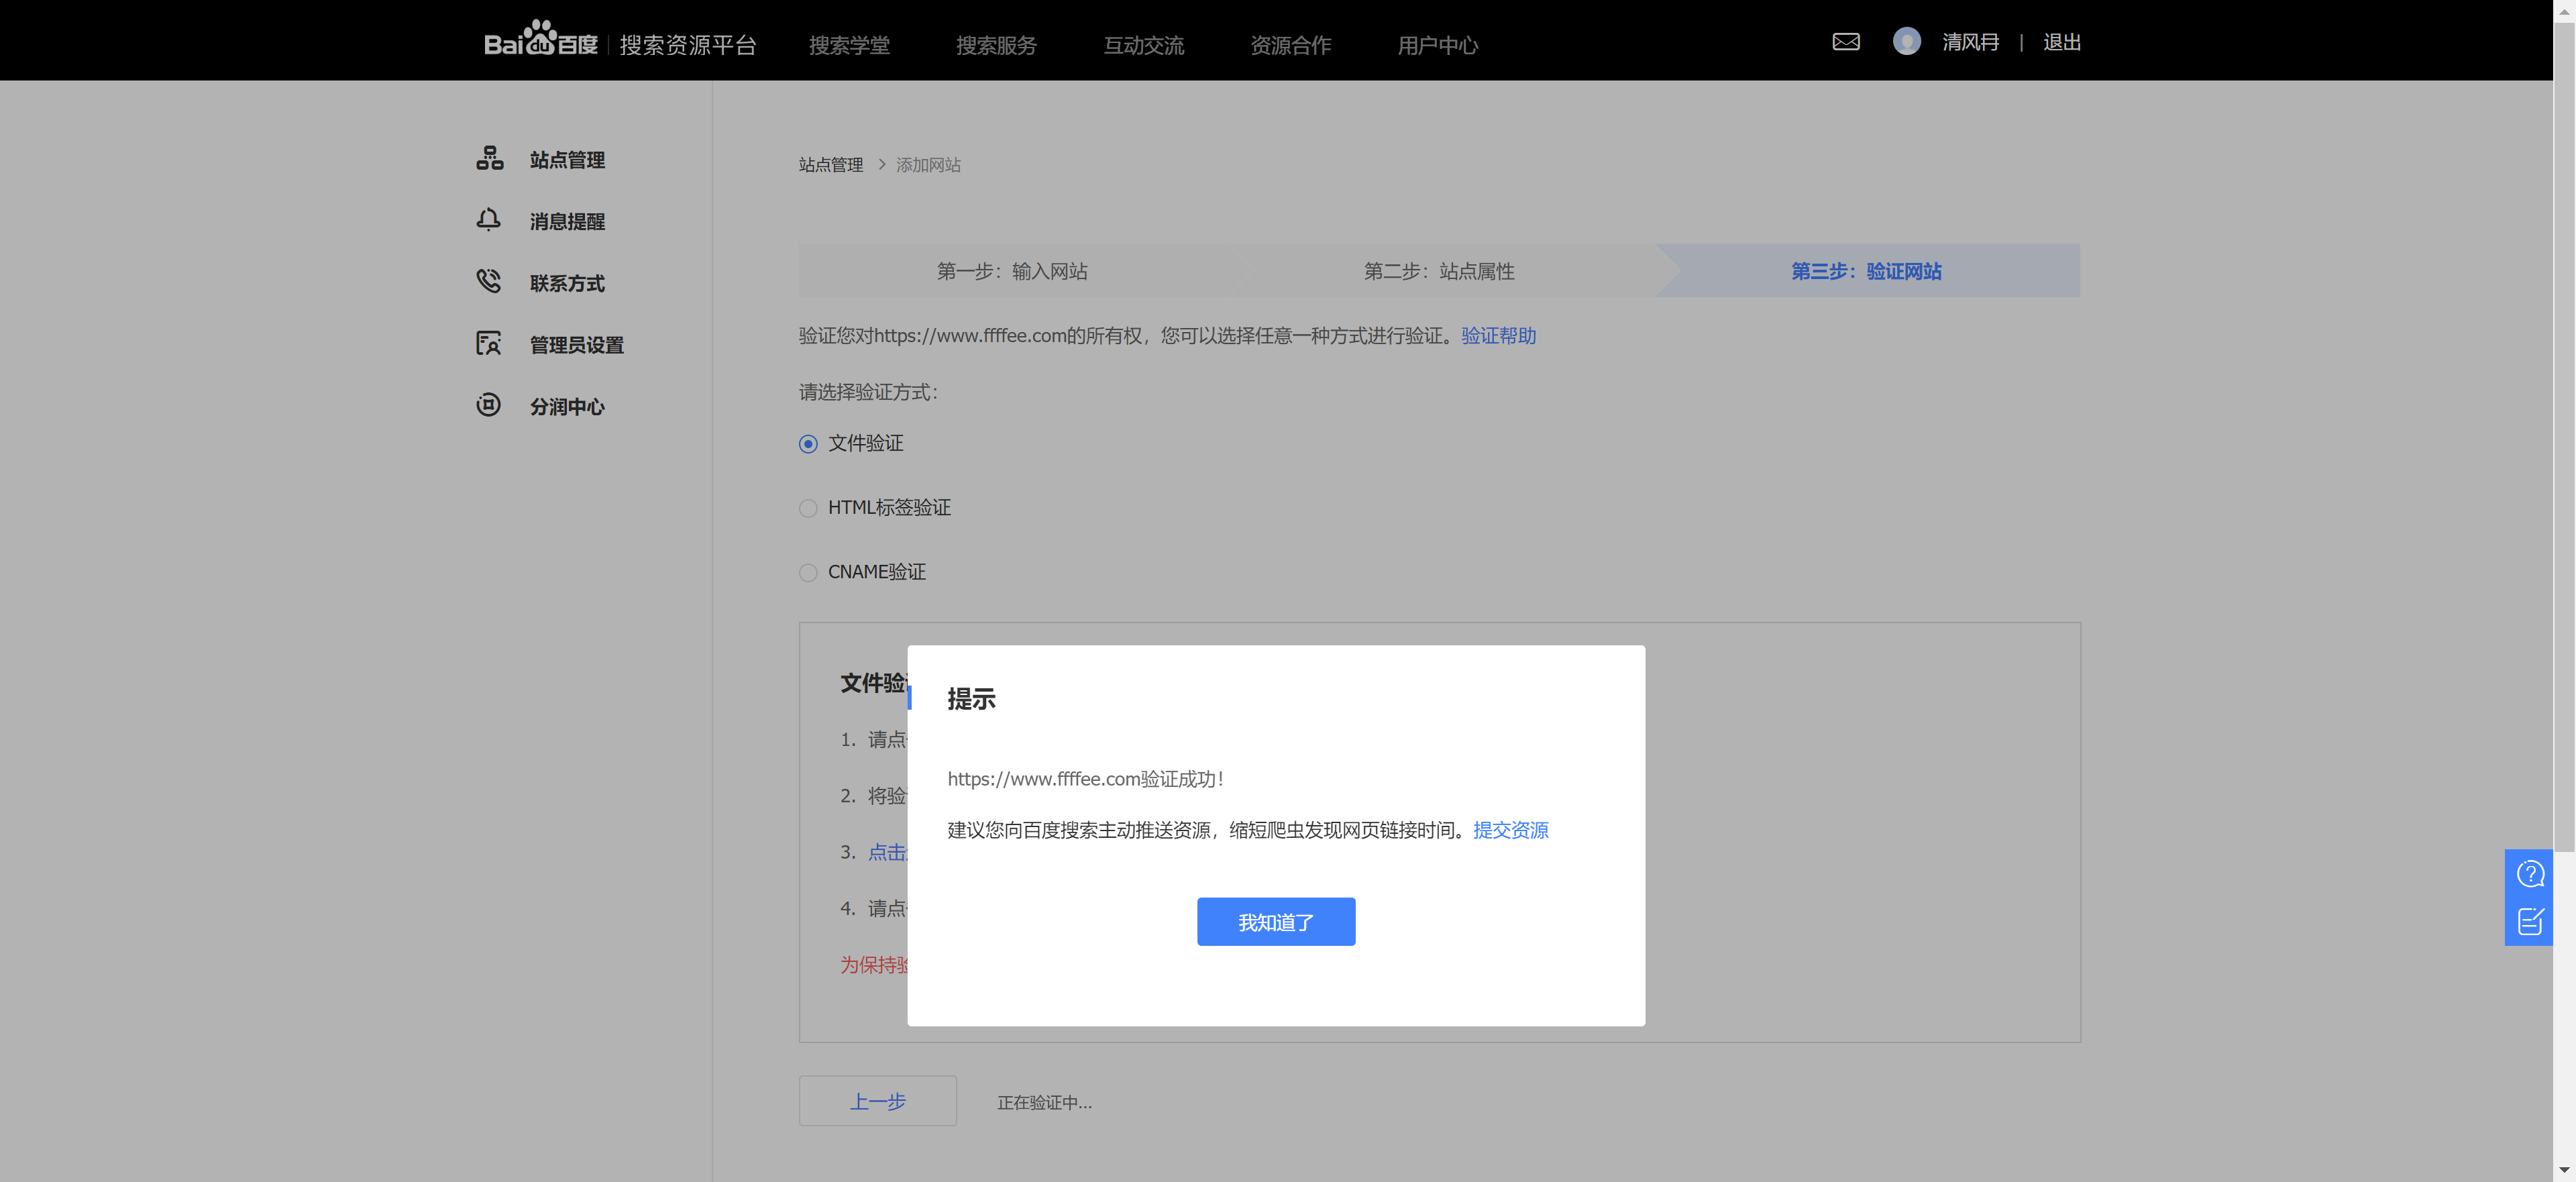 Baidu百度 搜索资源平台 搜索学堂 搜索服务 互动交流 资源合作 用户中心 清风冄 | 退出
站点管理
消息提醒
联系方式
管理员设置
分润中心
站点管理 > 添加网站
第一步：输入网站 第二步：站点属性 第三步：验证网站
验证您对https://www.ffffee.com的所有权，您可以选择任意一种方式进行验证。验证帮助
请选择验证方式：
文件验证
HTML标签验证
CNAME验证
文件验
1. 请点
2. 将验
3. 点击
4. 请点
为保持验
提示
https://www.ffffee.com验证成功！
建议您向百度搜索主动推送资源，缩短爬虫发现网页链接时间。提交资源
我知道了
上一步 正在验证中...